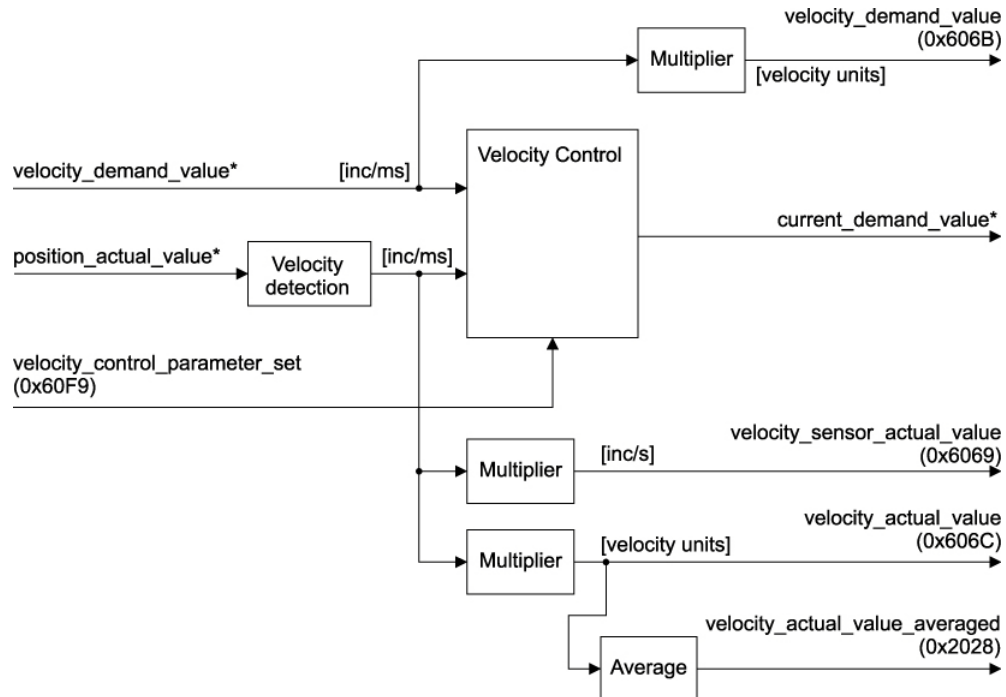 velocity_demand_value
(0x606B)
Multiplier
[velocity units]
Velocity Control
velocity_demand_value*
[inc/ms]
current_demand_value*
position_actual_value*
Velocity
detection
[inc/ms]
velocity_control_parameter_set
(0x60F9)
velocity_sensor_actual_value
(0x6069)
Multiplier
[inc/s]
velocity_actual_value
(0x606C)
Multiplier
[velocity units]
velocity_actual_value_averaged
(0x2028)
Average